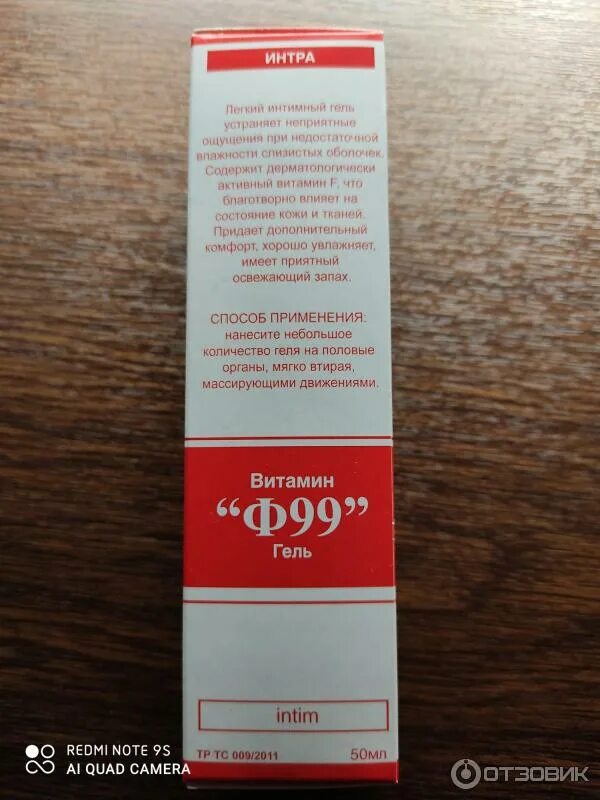 ИНТРА
Легкий интимный гель
устраняет неприятные
ощущения при недостаточной
влажности слизистых оболочек.
Содержит дерматологически
активный витамин F, что
благотворно влияет на
состояние кожи и тканей.
Придает дополнительный
комфорт, хорошо увлажняет,
имеет приятный
освежающий запах.
СПОСОБ ПРИМЕНЕНИЯ:
нанесите небольшое
количество геля на половые
органы, мягко втирая,
массирующими движениями.
Витамин
“Ф99”
Гель
intim
ТР ТС 009/2011 50мл
REDMI NOTE 9S
AI QUAD CAMERA
ОТЗОВИК